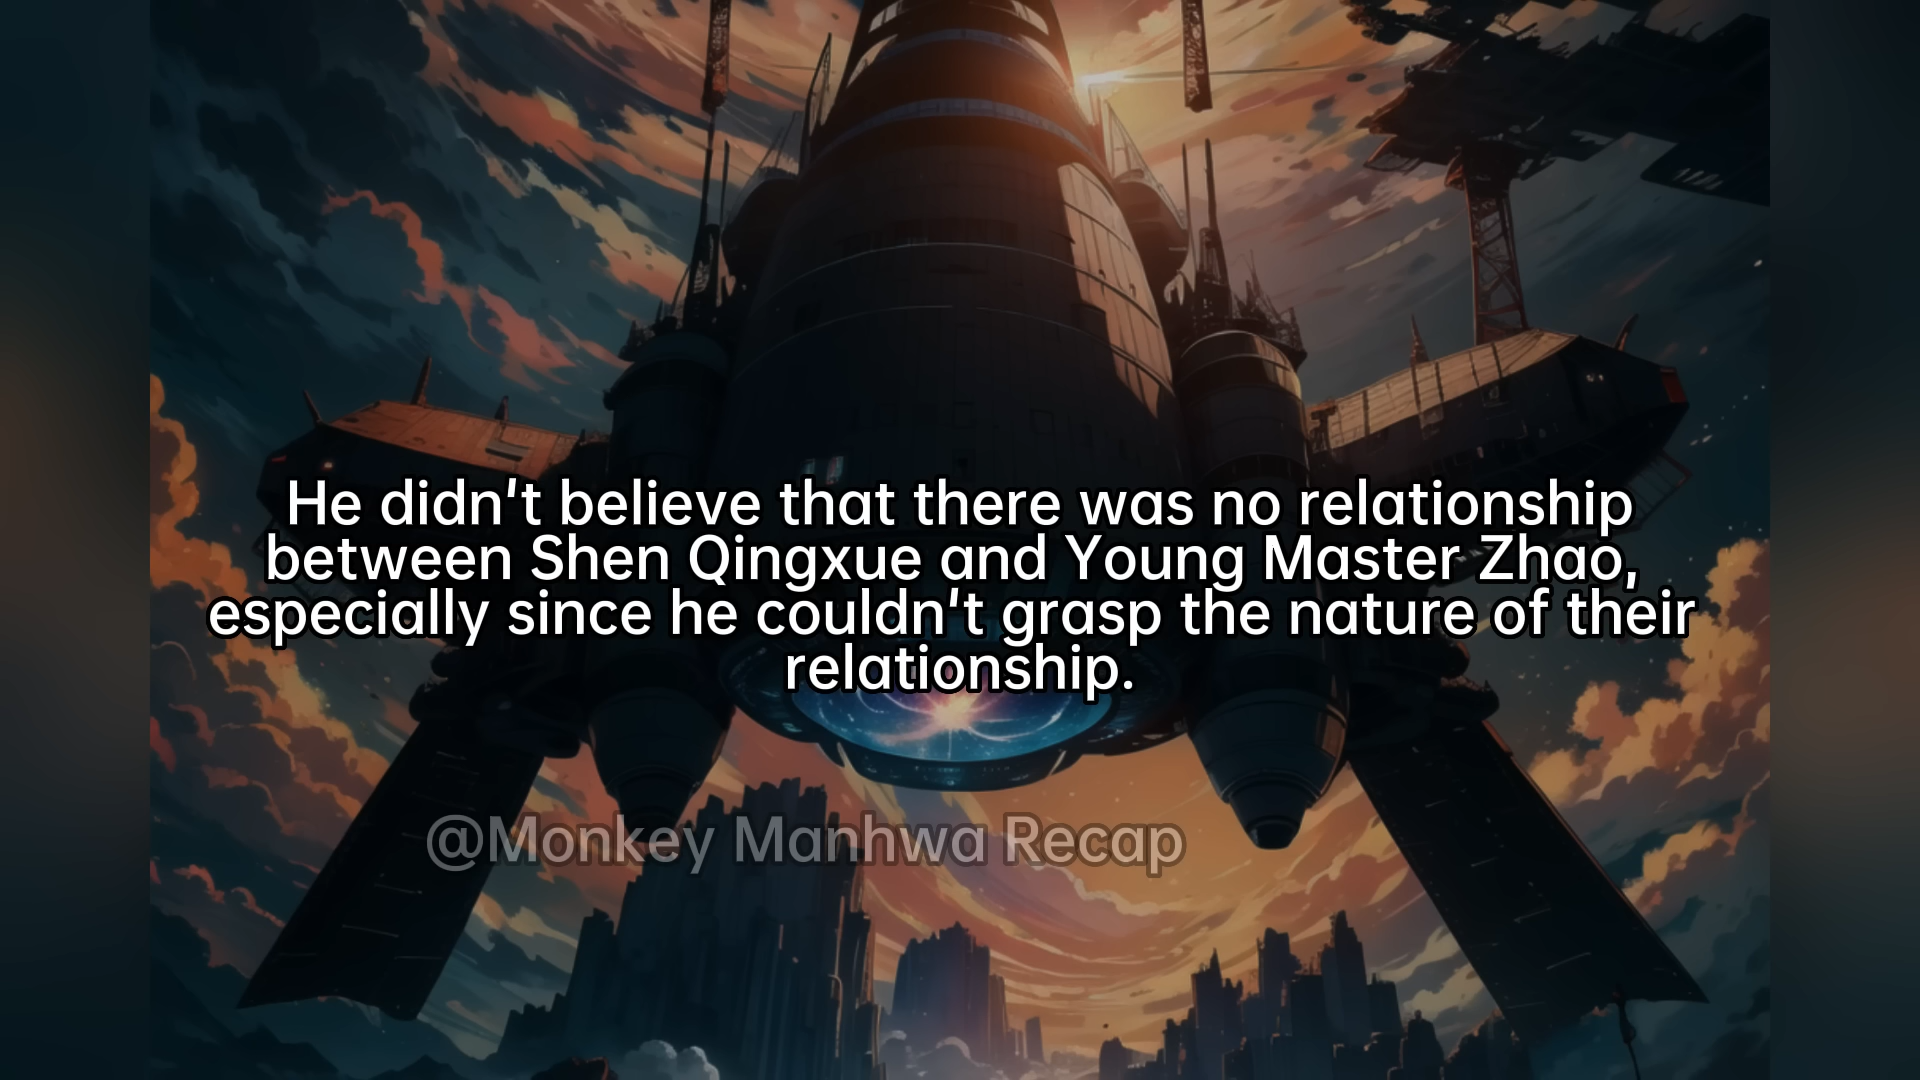 He didn't believe that there was no relationship
between Shen Qingxue and Young Master Zhao,
especially since he couldn't grasp the nature of their
relationship.
@Monkey Manhwa Recap